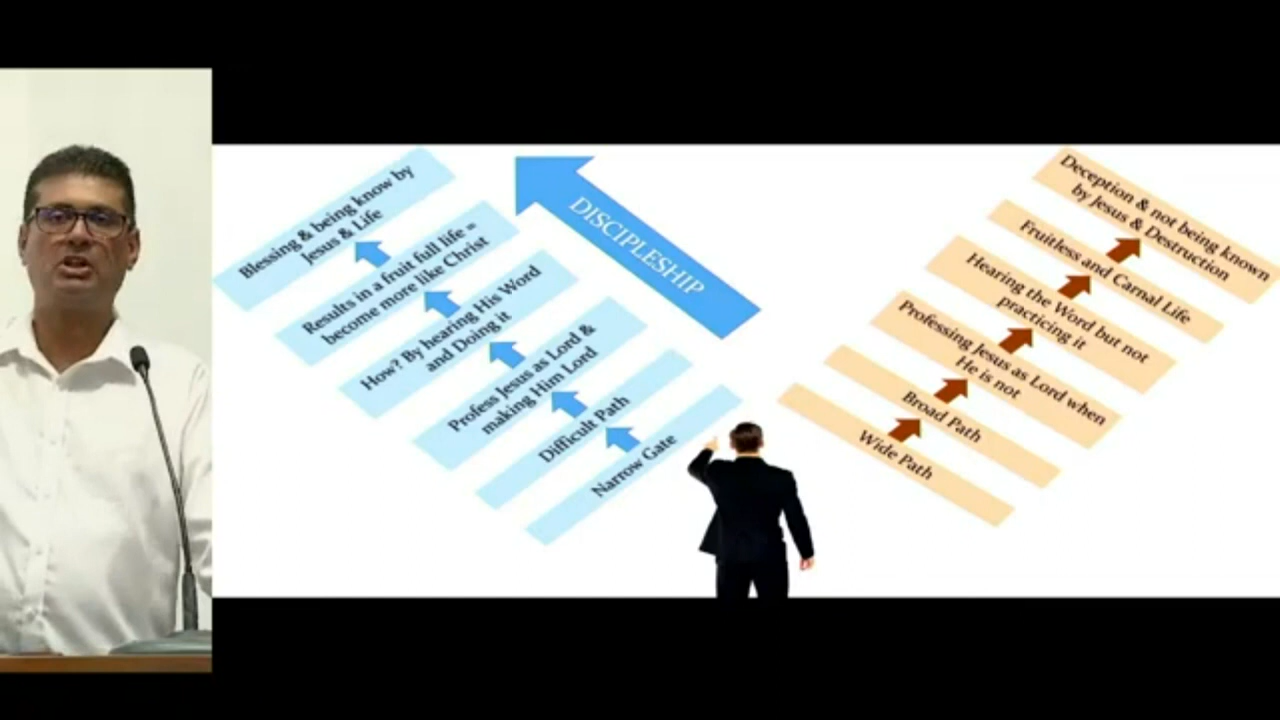 Blessing & being know by
Jesus & Life
Results in a fruit full life =
become more like Christ
How? By hearing His Word
and Doing it
Profess Jesus as Lord &
making Him Lord
Difficult Path
Narrow Gate
DISCIPLESHIP
Deception & not being known
by Jesus & Destruction
Fruitless and Carnal Life
Hearing the Word but not
practicing it
Professing Jesus as Lord when
He is not
Broad Path
Wide Path